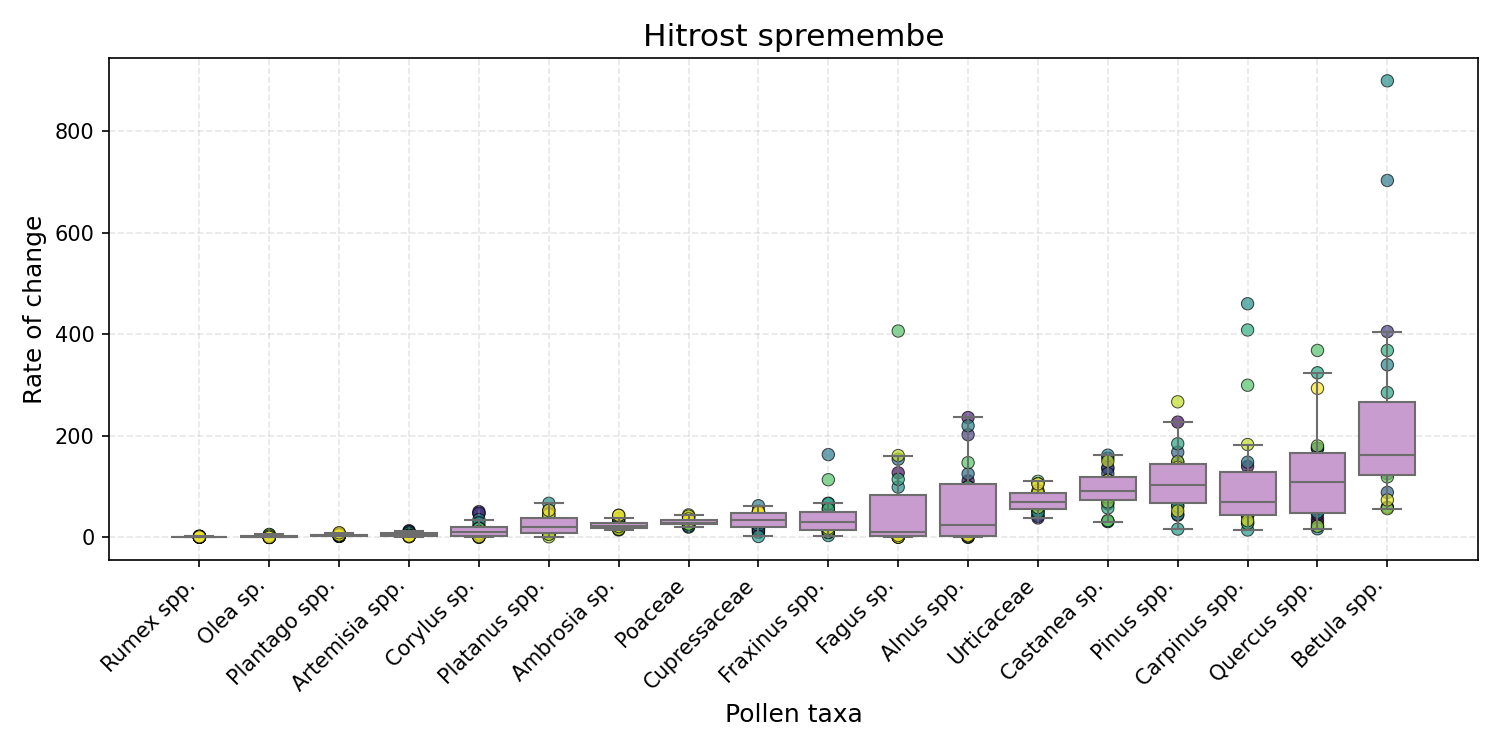 Hitrost spremembe
Rate of change
800
600
400
200
0
Rumex spp.
Olea sp.
Plantago spp.
Artemisia spp.
Corylus sp.
Platanus spp.
Ambrosia sp.
Poaceae
Cupressaceae
Fraxinus spp.
Fagus sp.
Alnus spp.
Urticaceae
Castanea sp.
Pinus spp.
Carpinus spp.
Quercus spp.
Betula spp.
Pollen taxa